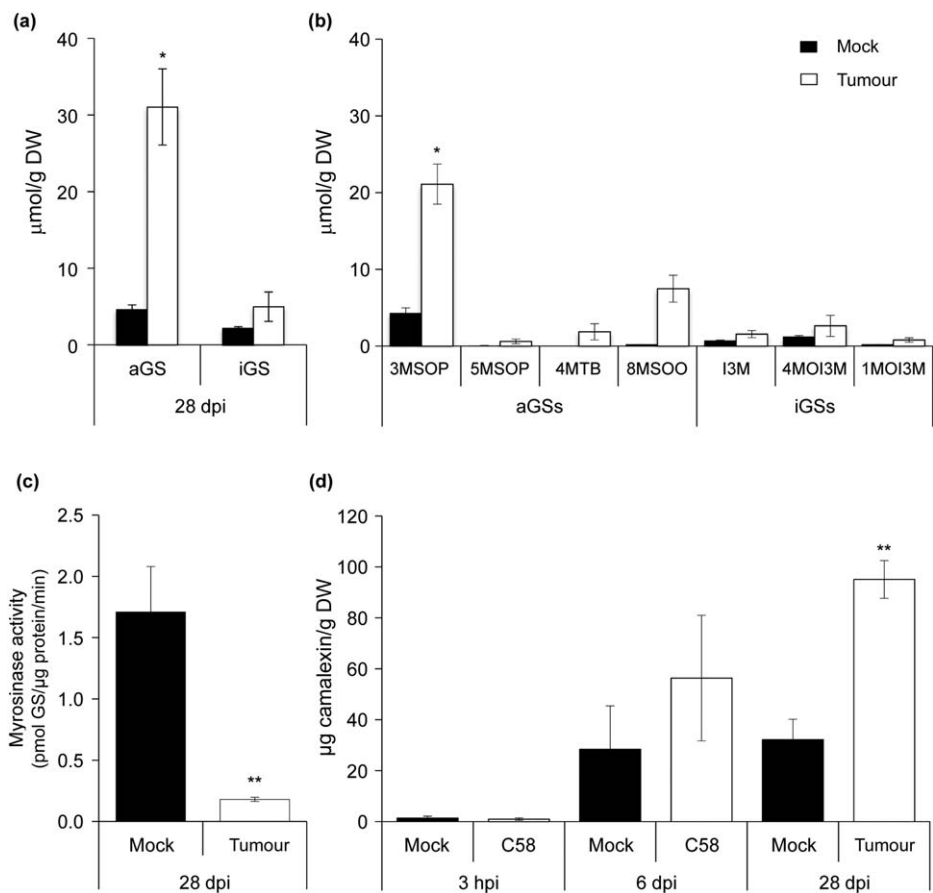 (a)
40
30
20
10
0
µmol/g DW
*
aGS iGS
28 dpi
(b)
40
30
20
10
0
µmol/g DW
*
Mock
Tumour
3MSOP 5MSOP 4MTB 8MSOO I3M 4MOI3M 1MOI3M
aGSs iGSs
(c)
2.5
2.0
1.5
1.0
0.5
0.0
Myrosinase activity
(pmol GS/µg protein/min)
**
Mock Tumour
28 dpi
(d)
120
100
80
60
40
20
0
µg camalexin/g DW
**
Mock C58 Mock C58 Mock Tumour
3 hpi 6 dpi 28 dpi